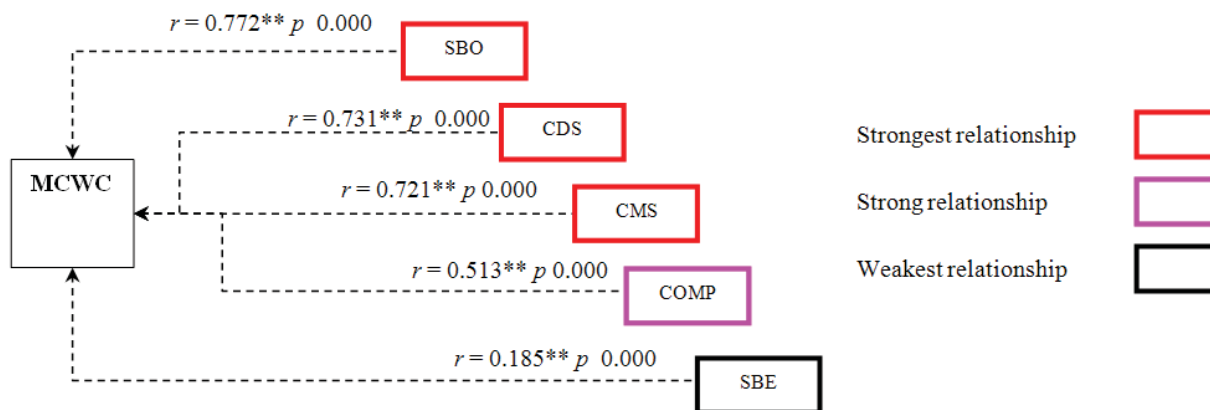 r = 0.772** p 0.000
SBO
r = 0.731** p 0.000
CDS
Strongest relationship
MCWC
r = 0.721** p 0.000
CMS
Strong relationship
r = 0.513** p 0.000
COMP
Weakest relationship
r = 0.185** p 0.000
SBE